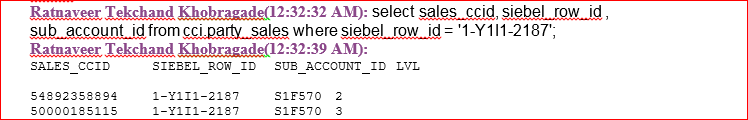 Ratnaveer Tekchand Khobragade(12:32:32 AM): select sales_ccid, siebel_row_id ,
sub_account_id from cci.party_sales where siebel_row_id = '1-Y1I1-2187';
Ratnaveer Tekchand Khobragade(12:32:39 AM):
SALES_CCID SIEBEL_ROW_ID SUB_ACCOUNT_ID LVL
54892358894 1-Y1I1-2187 S1F570 2
50000185115 1-Y1I1-2187 S1F570 3